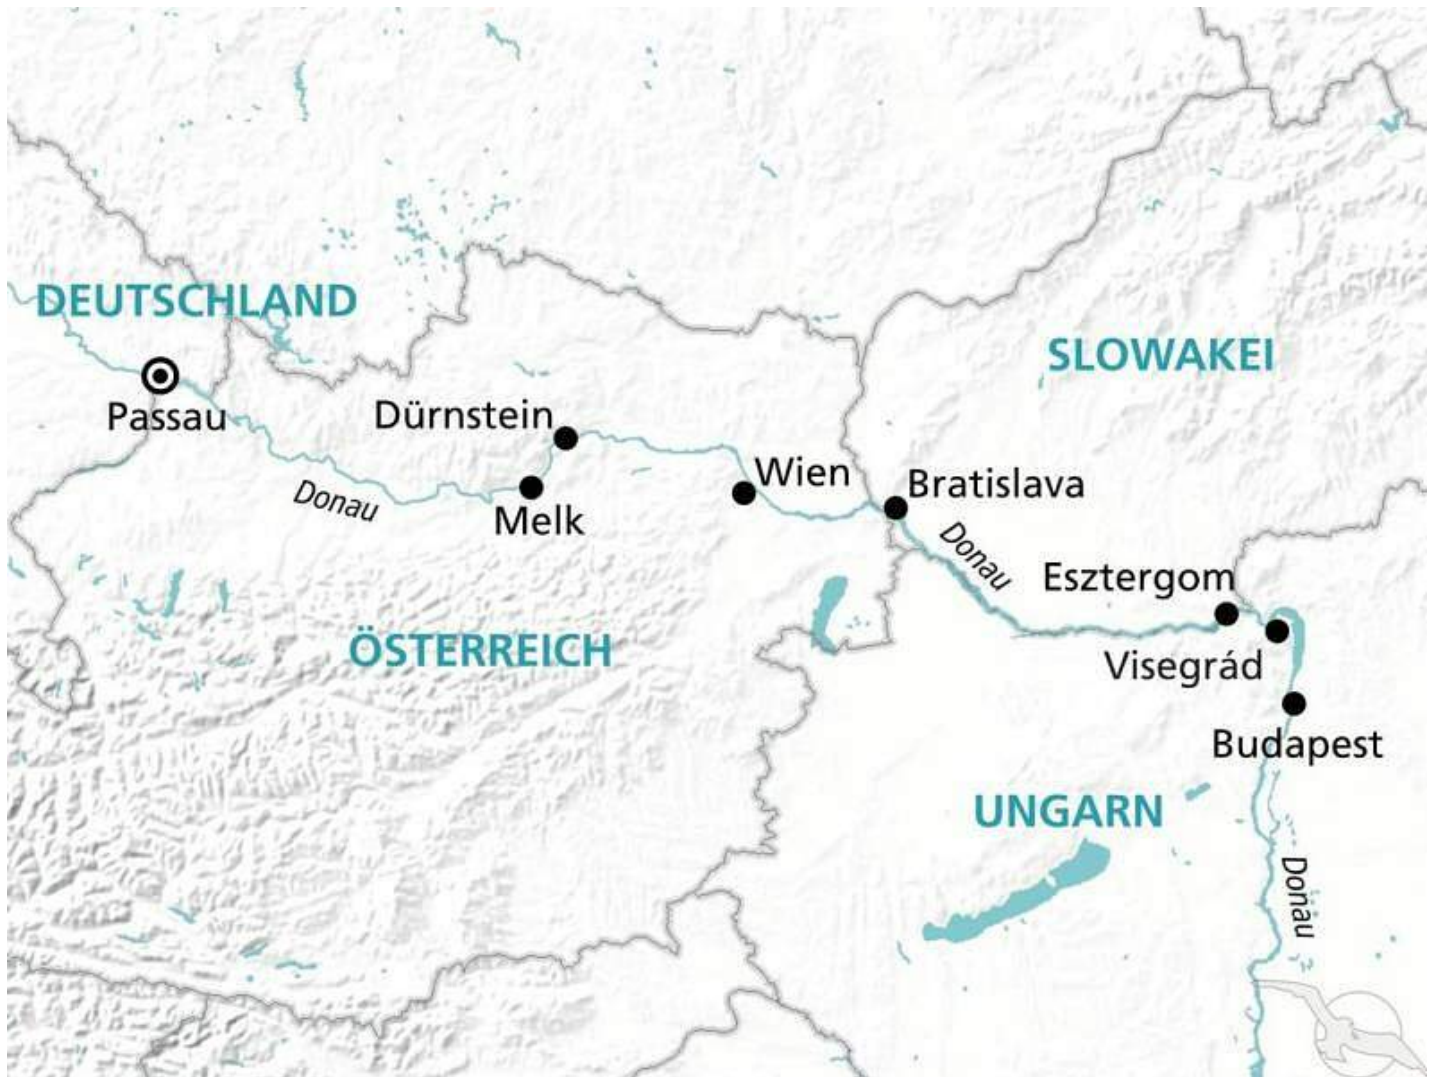 DEUTSCHLAND
SLOWAKEI
Passau
Dürnstein
Wien
Bratislava
Donau
Melk
Donau
Esztergom
ÖSTERREICH
Visegrád
Budapest
UNGARN
Donau